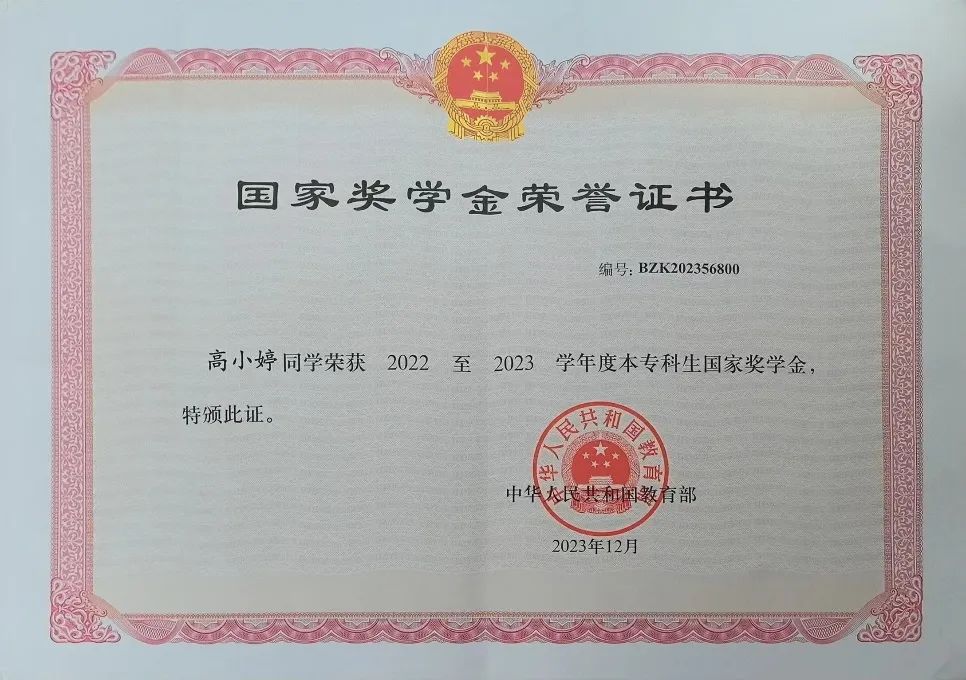 国家奖学金荣誉证书
编号: BZK202356800
高小婷同学荣获 2022 至 2023 学年度本专科生国家奖学金，
特颁此证。
中华人民共和国教育部
中华人民共和国教育部
2023年12月